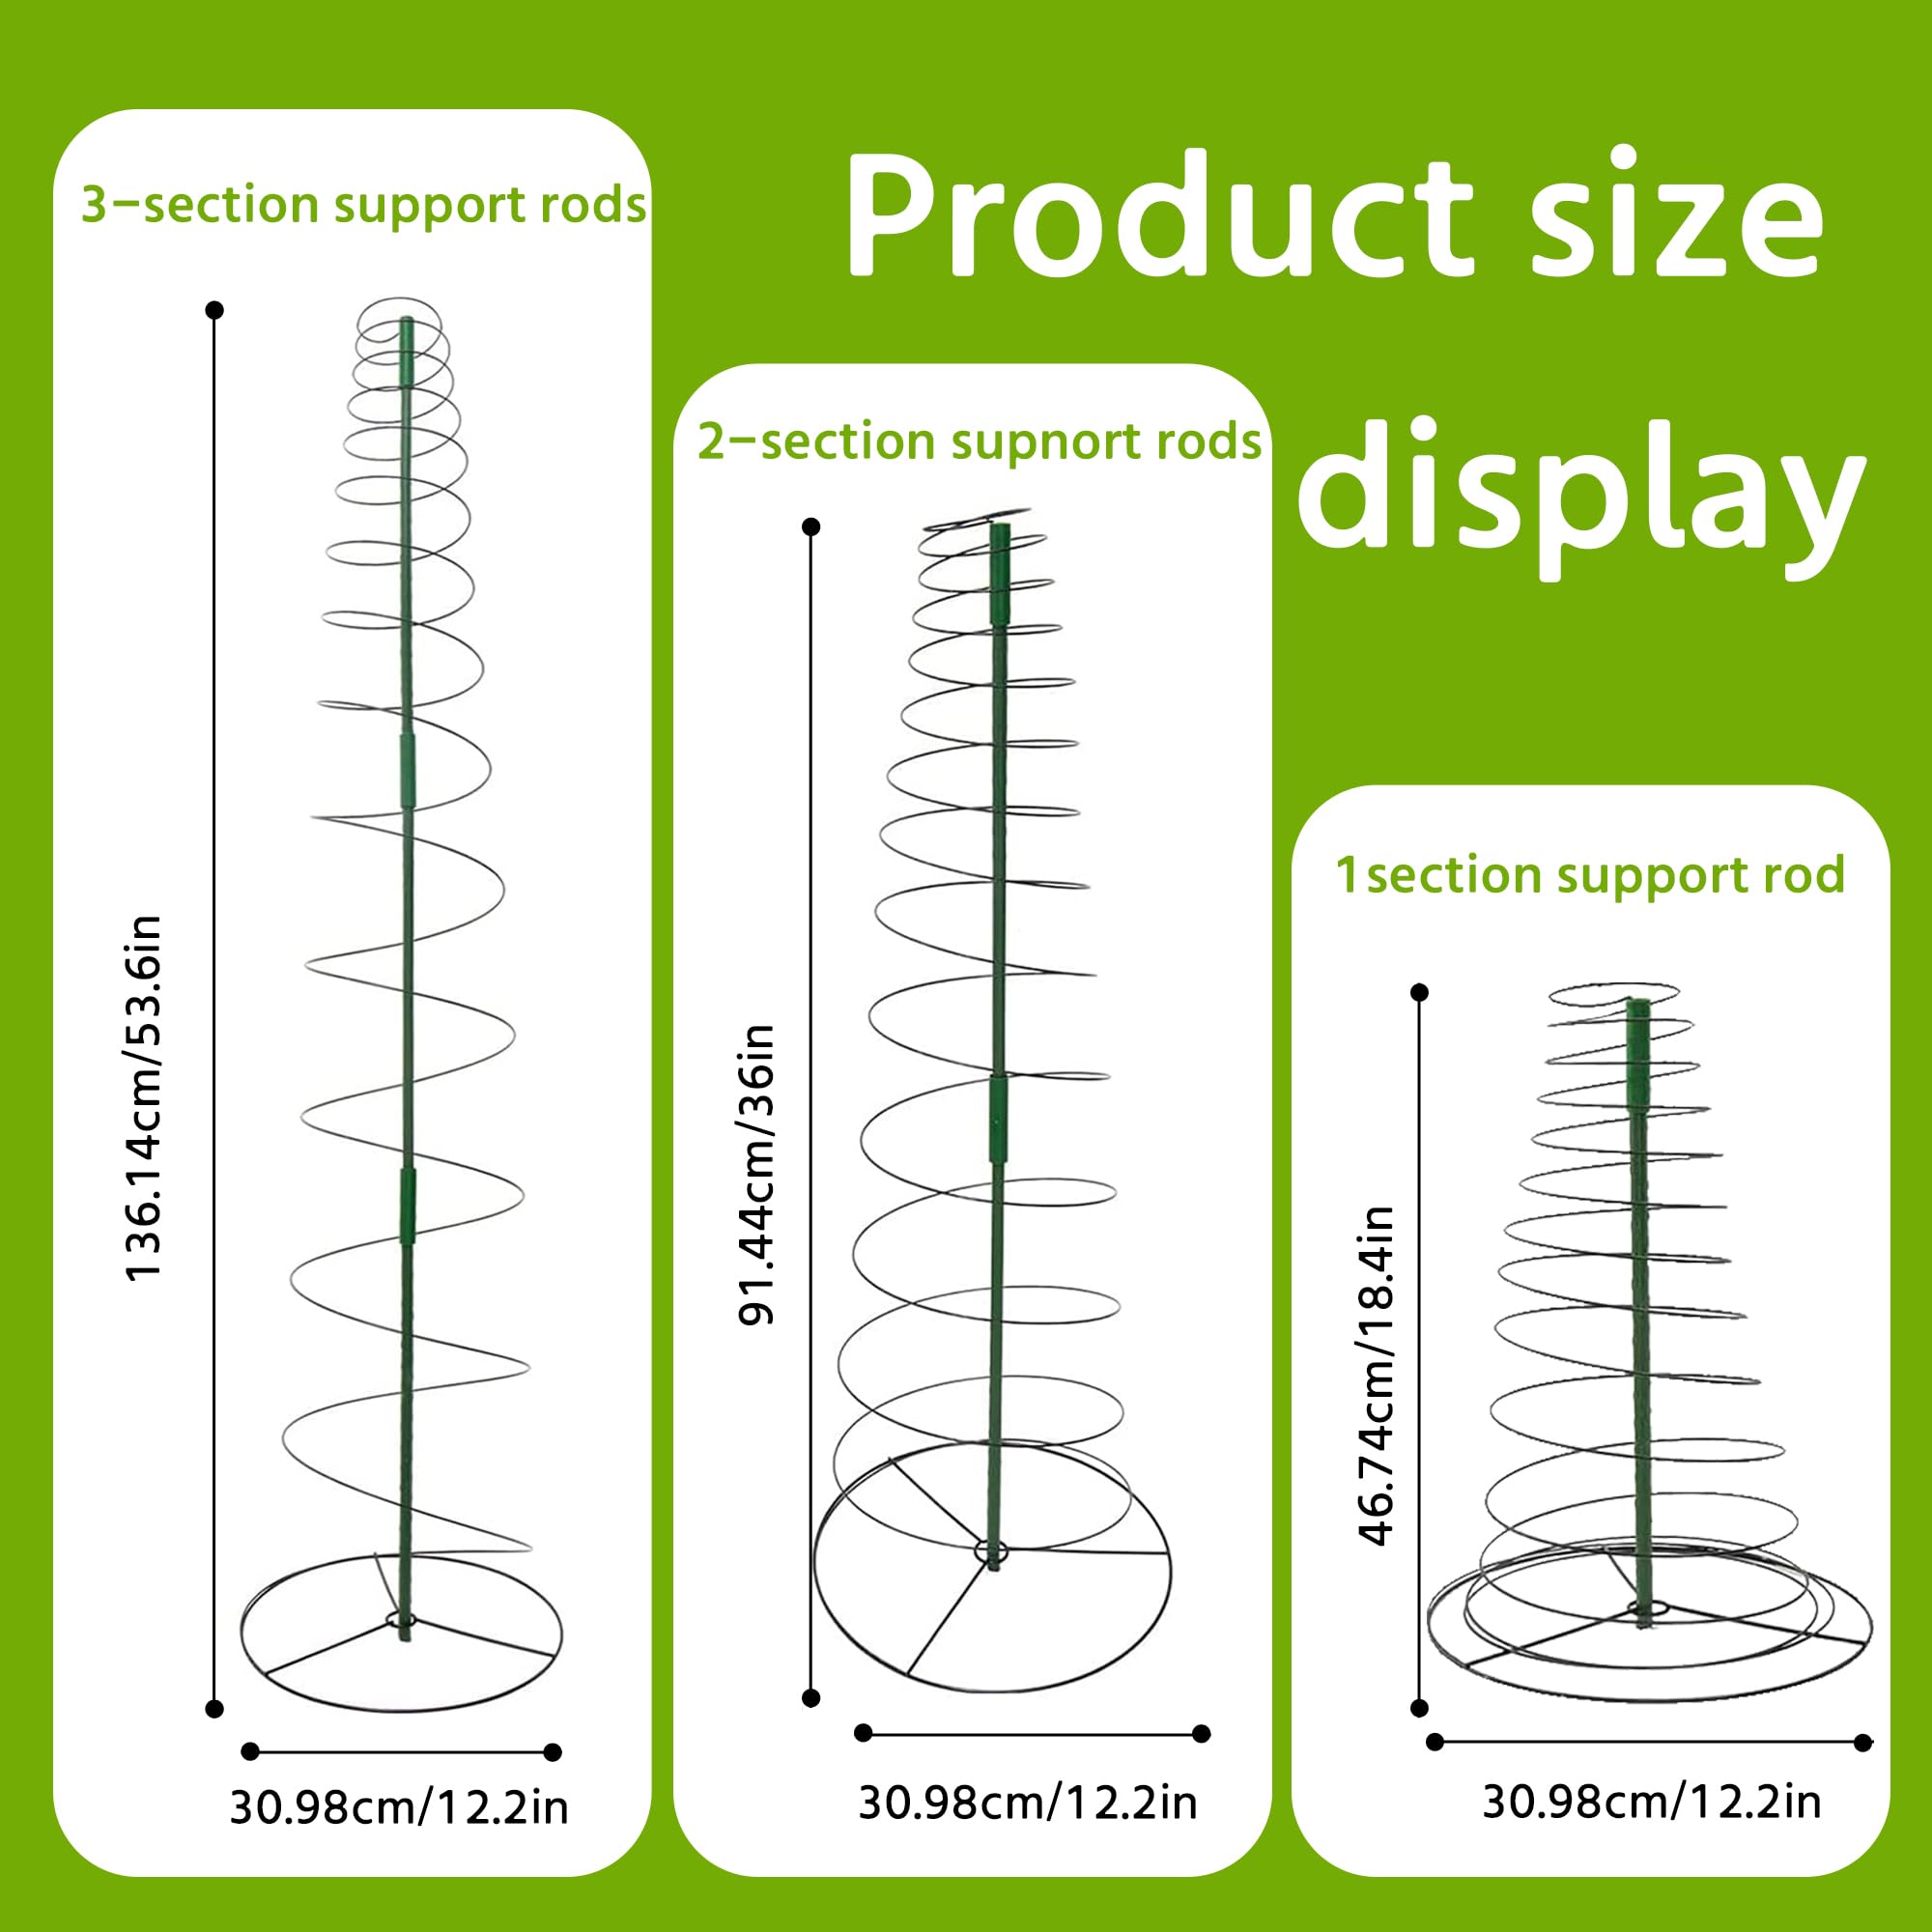 Product size
display
3-section support rods
136.14cm/53.6in
30.98cm/12.2in
2-section supnort rods
91.44cm/36in
30.98cm/12.2in
1section support rod
46.74cm/18.4in
30.98cm/12.2in